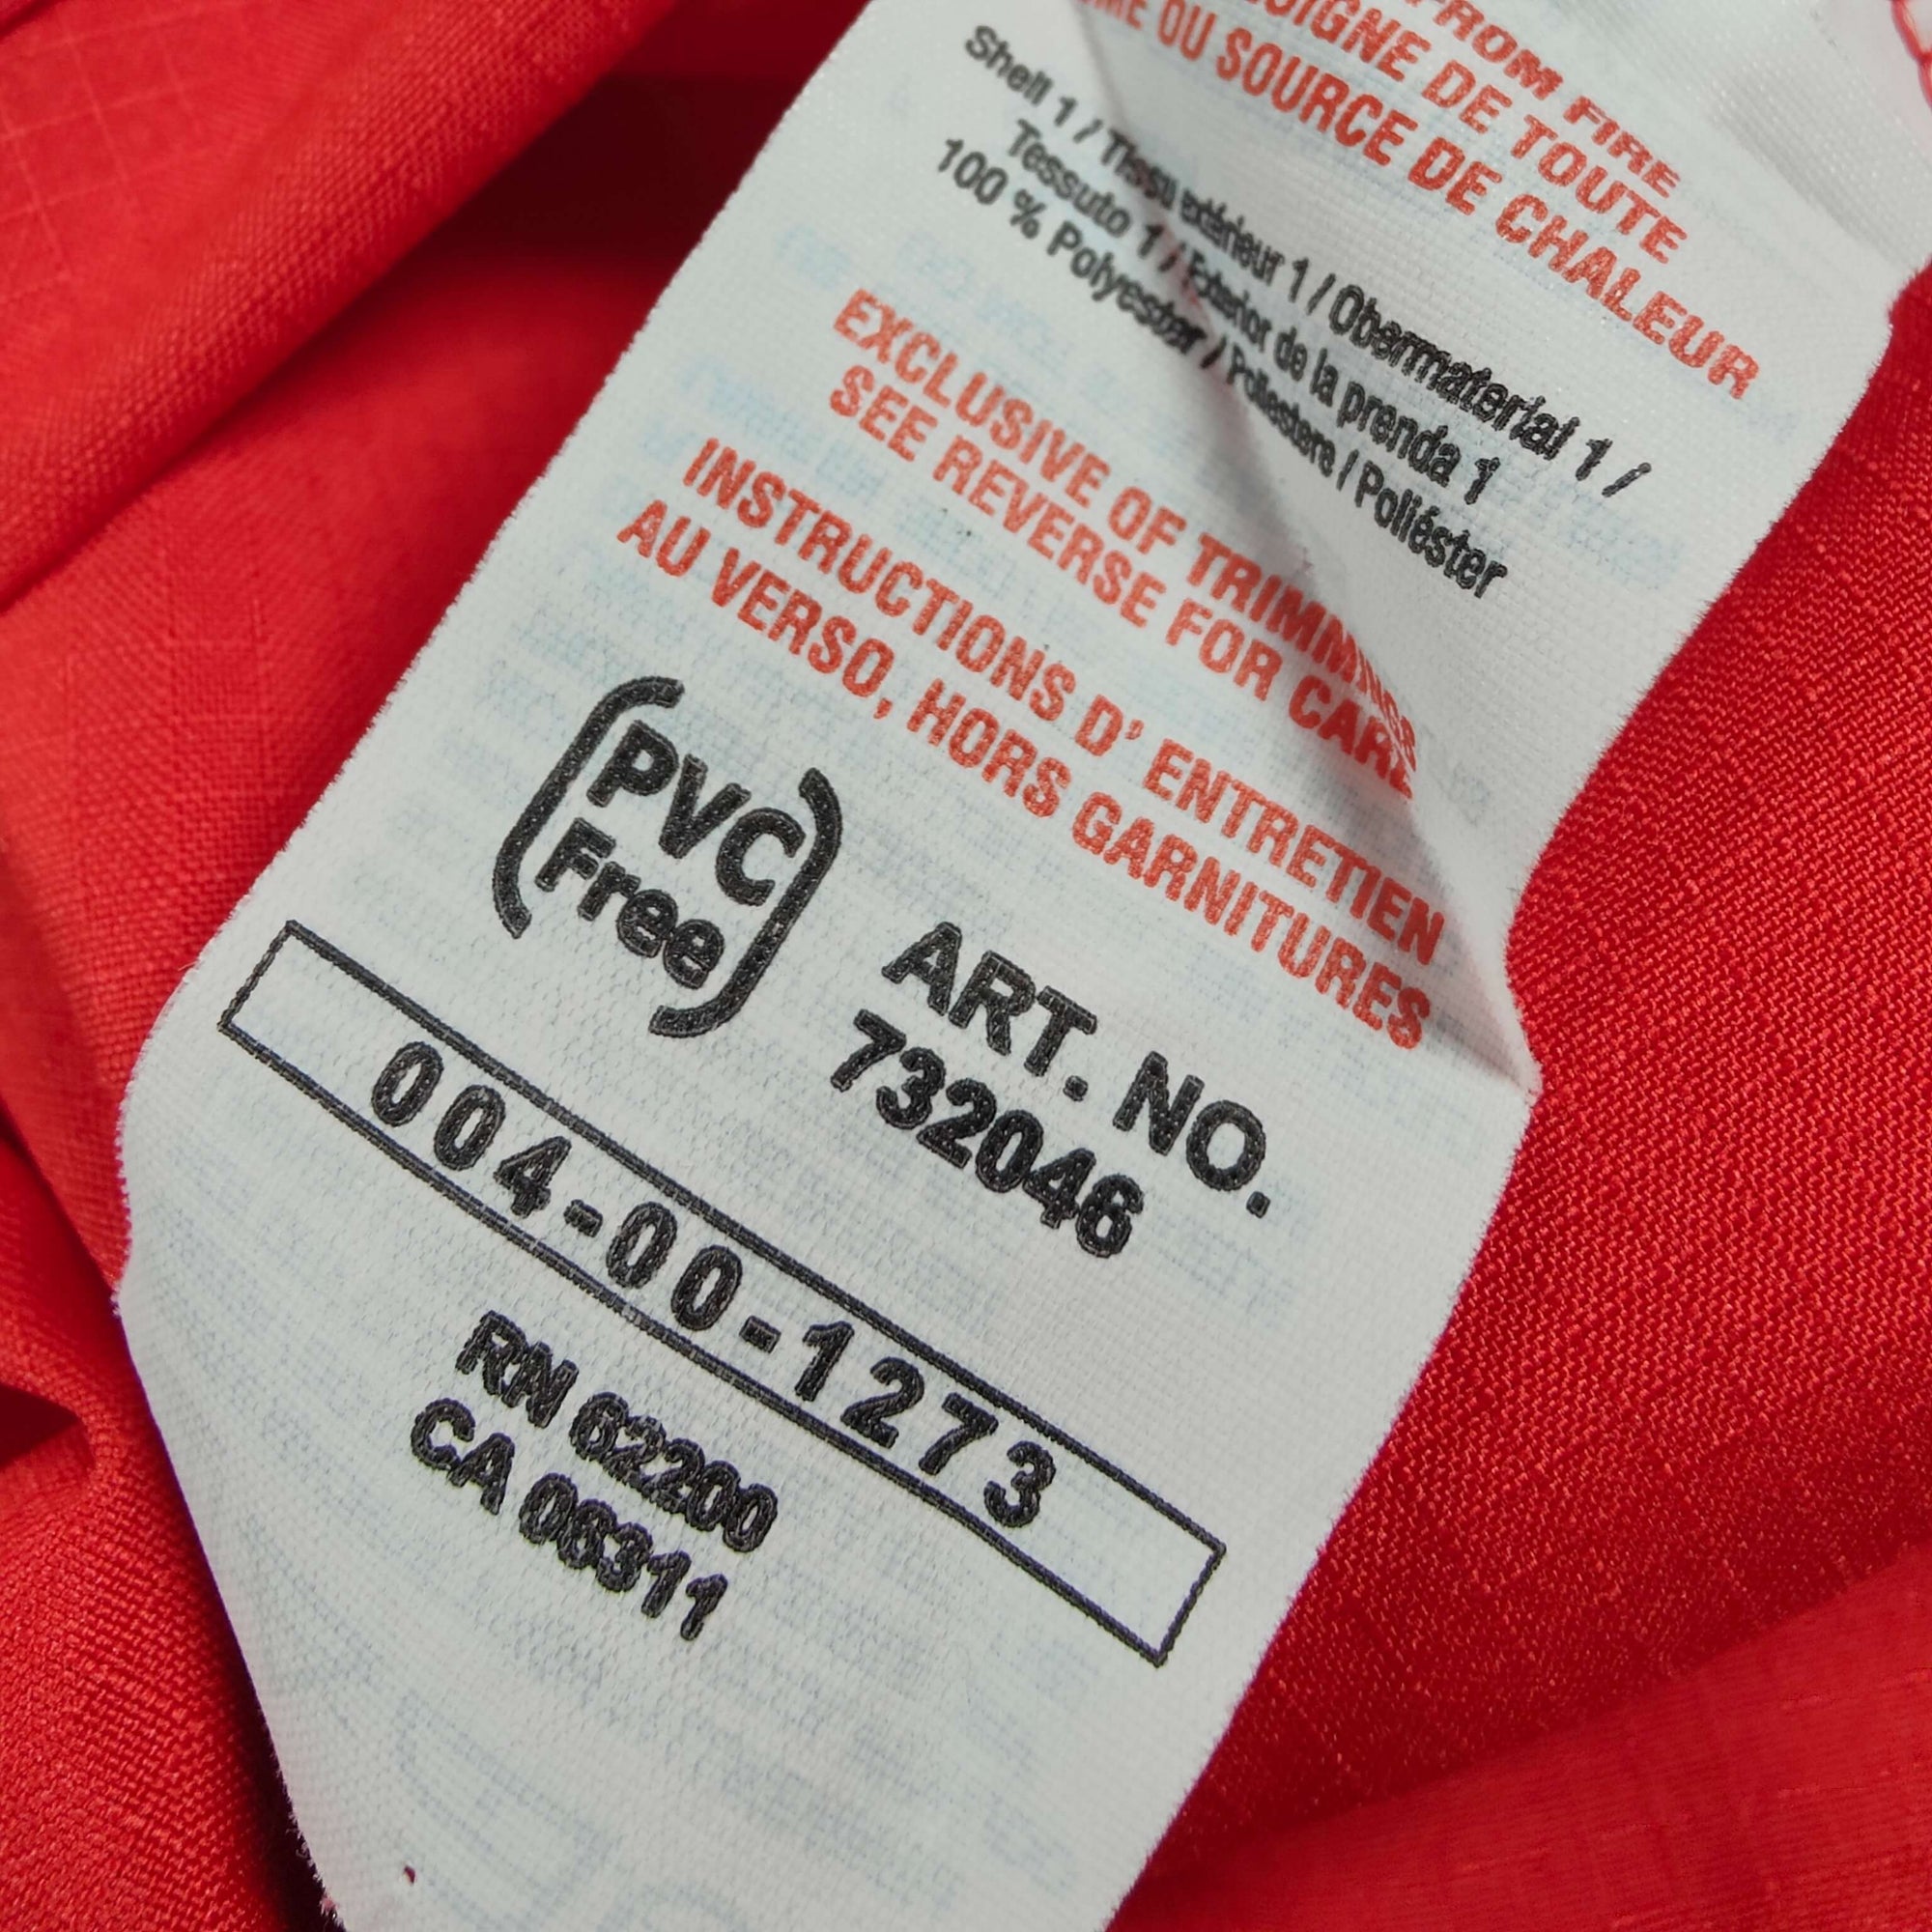 FROM FIRE
DE TOUTE
OU SOURCE DE CHALEUR
Shell 1 / Tissu extérieur 1 / Obermaterial 1 /
Tessuto 1 / Exterior de la prenda 1
100 % Polyester / Poliestere / Poliéster
EXCLUSIVE OF TRIMMINGS
SEE REVERSE FOR CARE
INSTRUCTIONS D' ENTRETIEN
AU VERSO, HORS GARNITURES
PVC
Free
ART. NO.
732046
004-00-1273
RN 62200
CA 06311